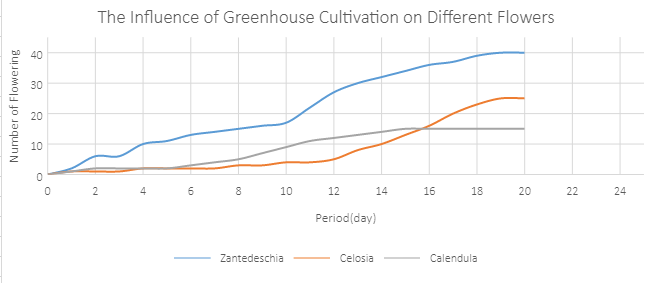 The Influence of Greenhouse Cultivation on Different Flowers
Number of Flowering
40
30
20
10
0
0 2 4 6 8 10 12 14 16 18 20 22 24
Period(day)
Zantedeschia Celosia Calendula